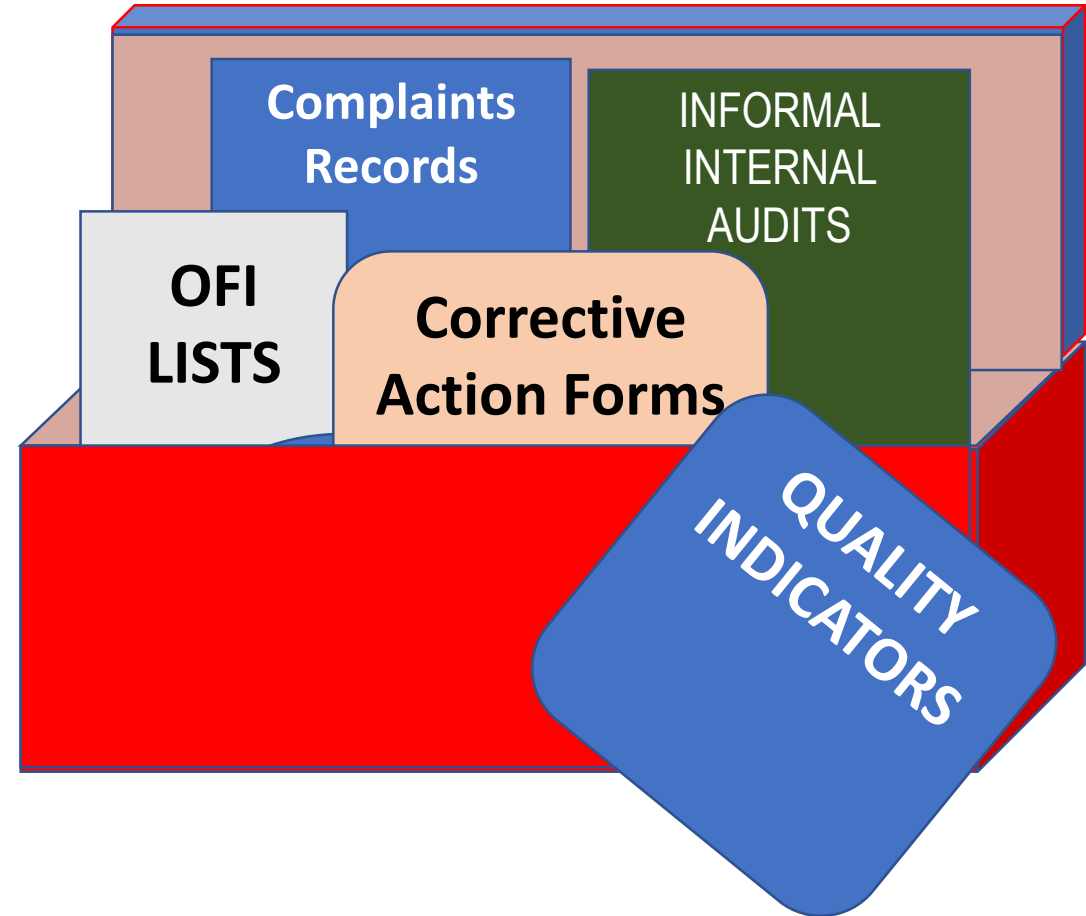 Complaints
Records
INFORMAL
INTERNAL
AUDITS
OFI
LISTS
Corrective
Action Forms
QUALITY
INDICATORS